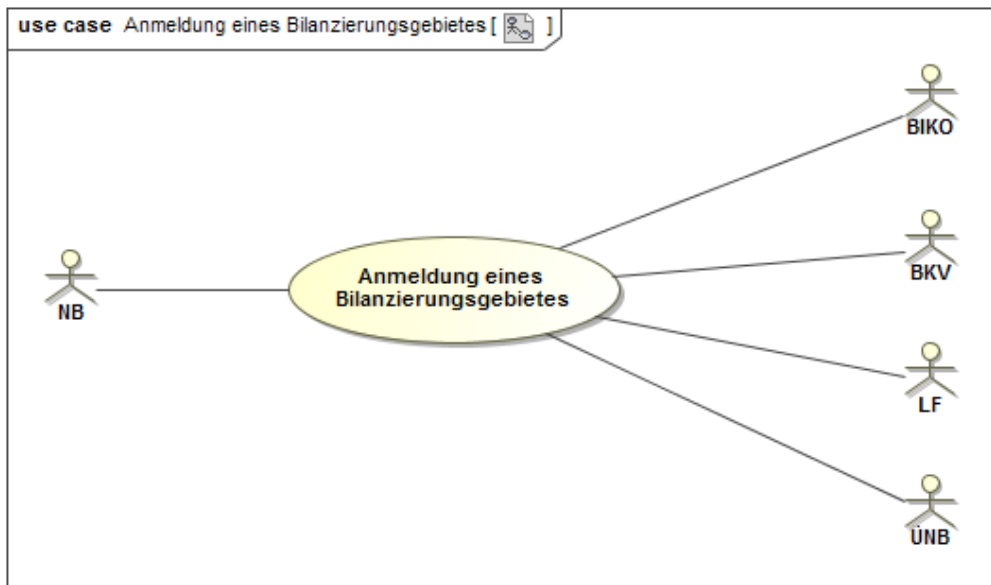 use case Anmeldung eines Bilanzierungsgebietes [ ]
BIKO
BKV
NB
Anmeldung eines
Bilanzierungsgebietes
LF
ÜNB